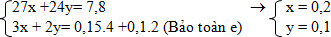 27x +24y= 7,8 → x = 0,2
3x + 2y= 0,15.4 +0,1.2 (Bảo toàn e) y = 0,1